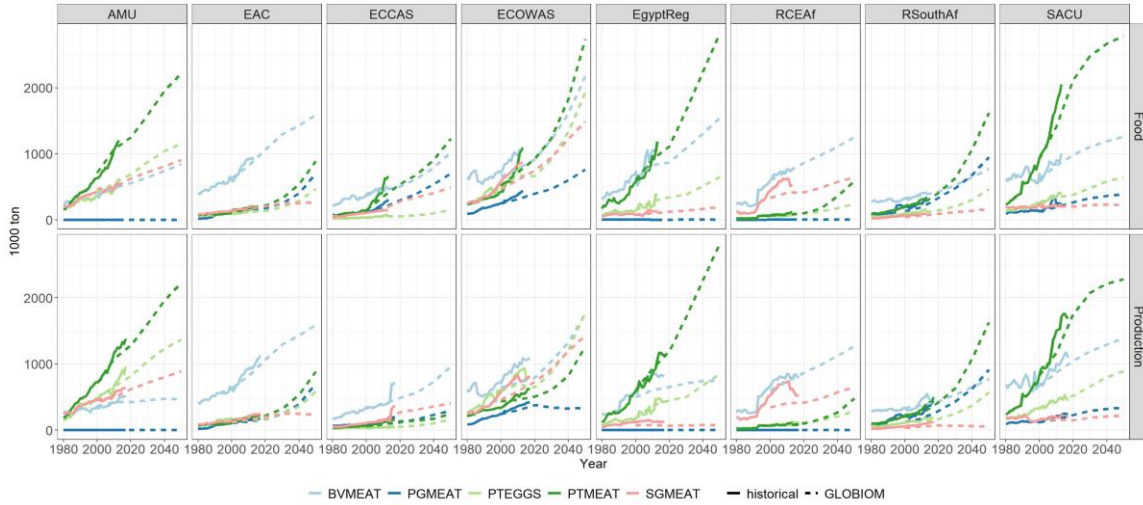 AMU EAC ECCAS ECOWAS EgyptReg RCEAf RSouthAf SACU
2000
1000
0
Food
2000
1000
0
Production
1000 ton
1980 2000 2020 2040 1980 2000 2020 2040 1980 2000 2020 2040 1980 2000 2020 2040 1980 2000 2020 2040 1980 2000 2020 2040 1980 2000 2020 2040 1980 2000 2020 2040
Year
BVMEAT PGMEAT PTEGGS PTMEAT SGMEAT historical GLOBIOM